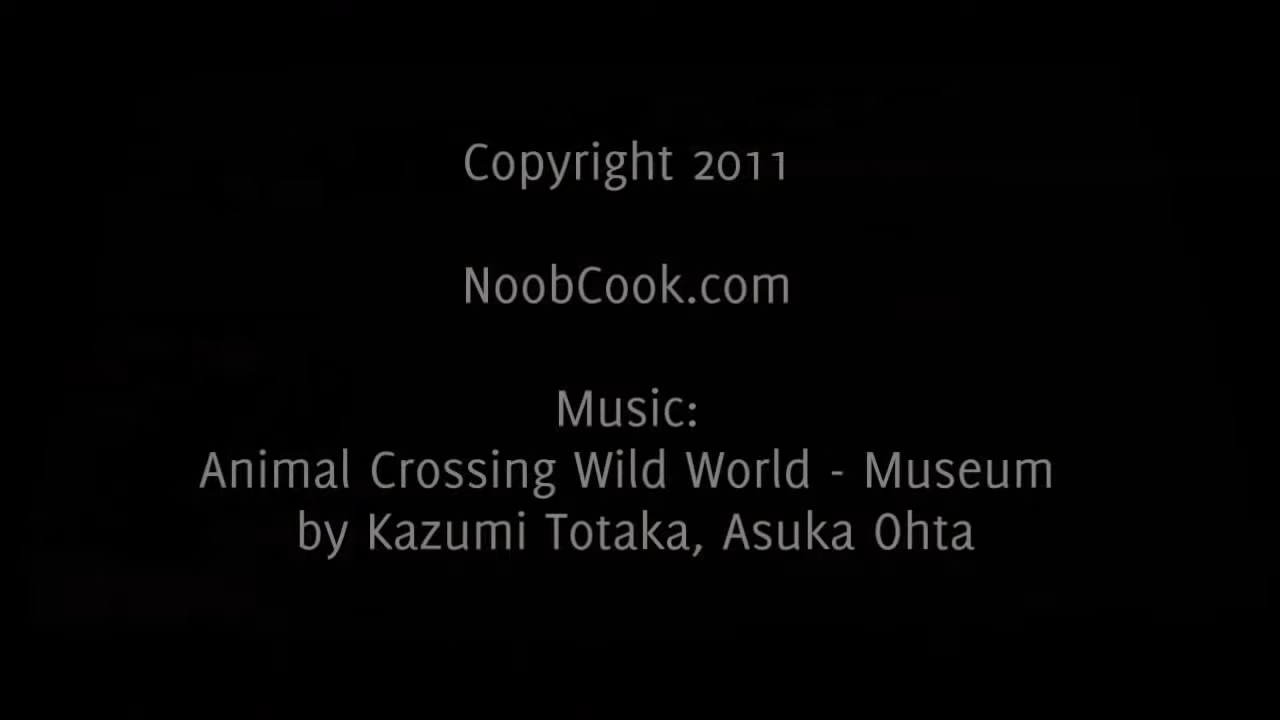 Copyright 2011
NoobCook.com
Music:
Animal Crossing Wild World - Museum
by Kazumi Totaka, Asuka Ohta